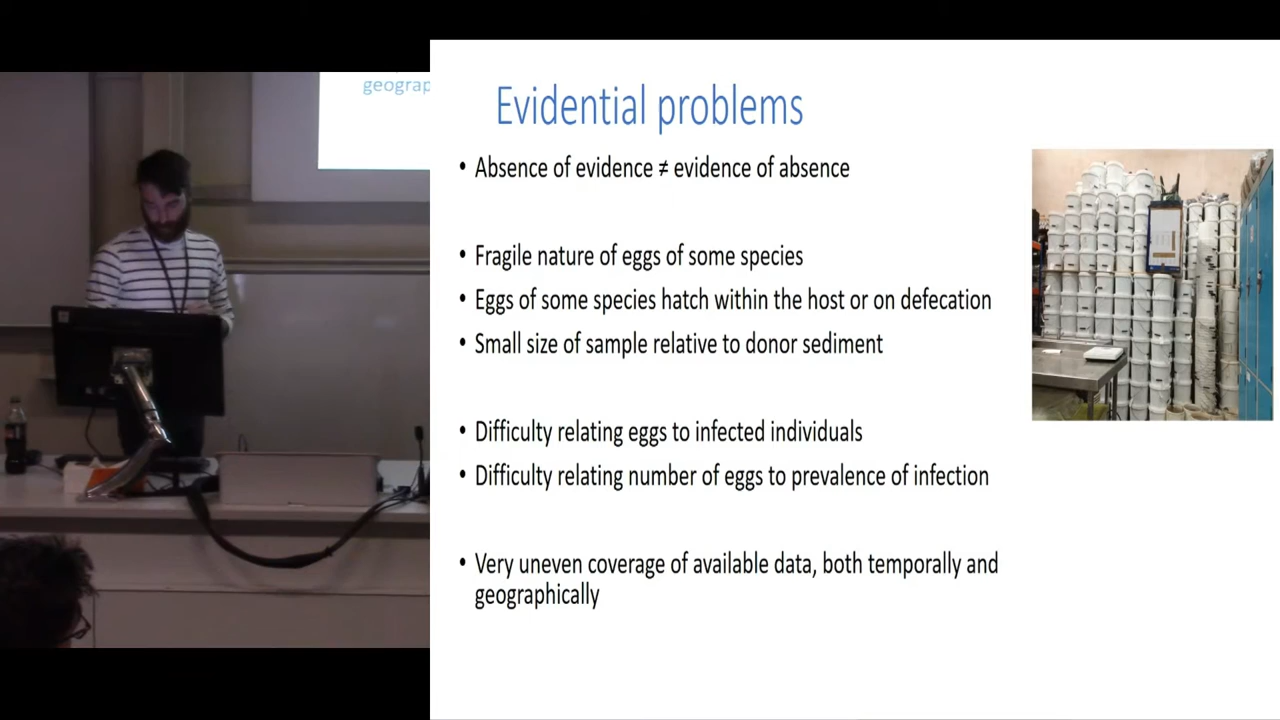 geograp
Evidential problems
• Absence of evidence ≠ evidence of absence
• Fragile nature of eggs of some species
• Eggs of some species hatch within the host or on defecation
• Small size of sample relative to donor sediment
• Difficulty relating eggs to infected individuals
• Difficulty relating number of eggs to prevalence of infection
• Very uneven coverage of available data, both temporally and
geographically